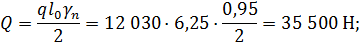 Q = ql₀γₙ/2 = 12 030 · 6,25 · 0,95/2 = 35 500 Н;